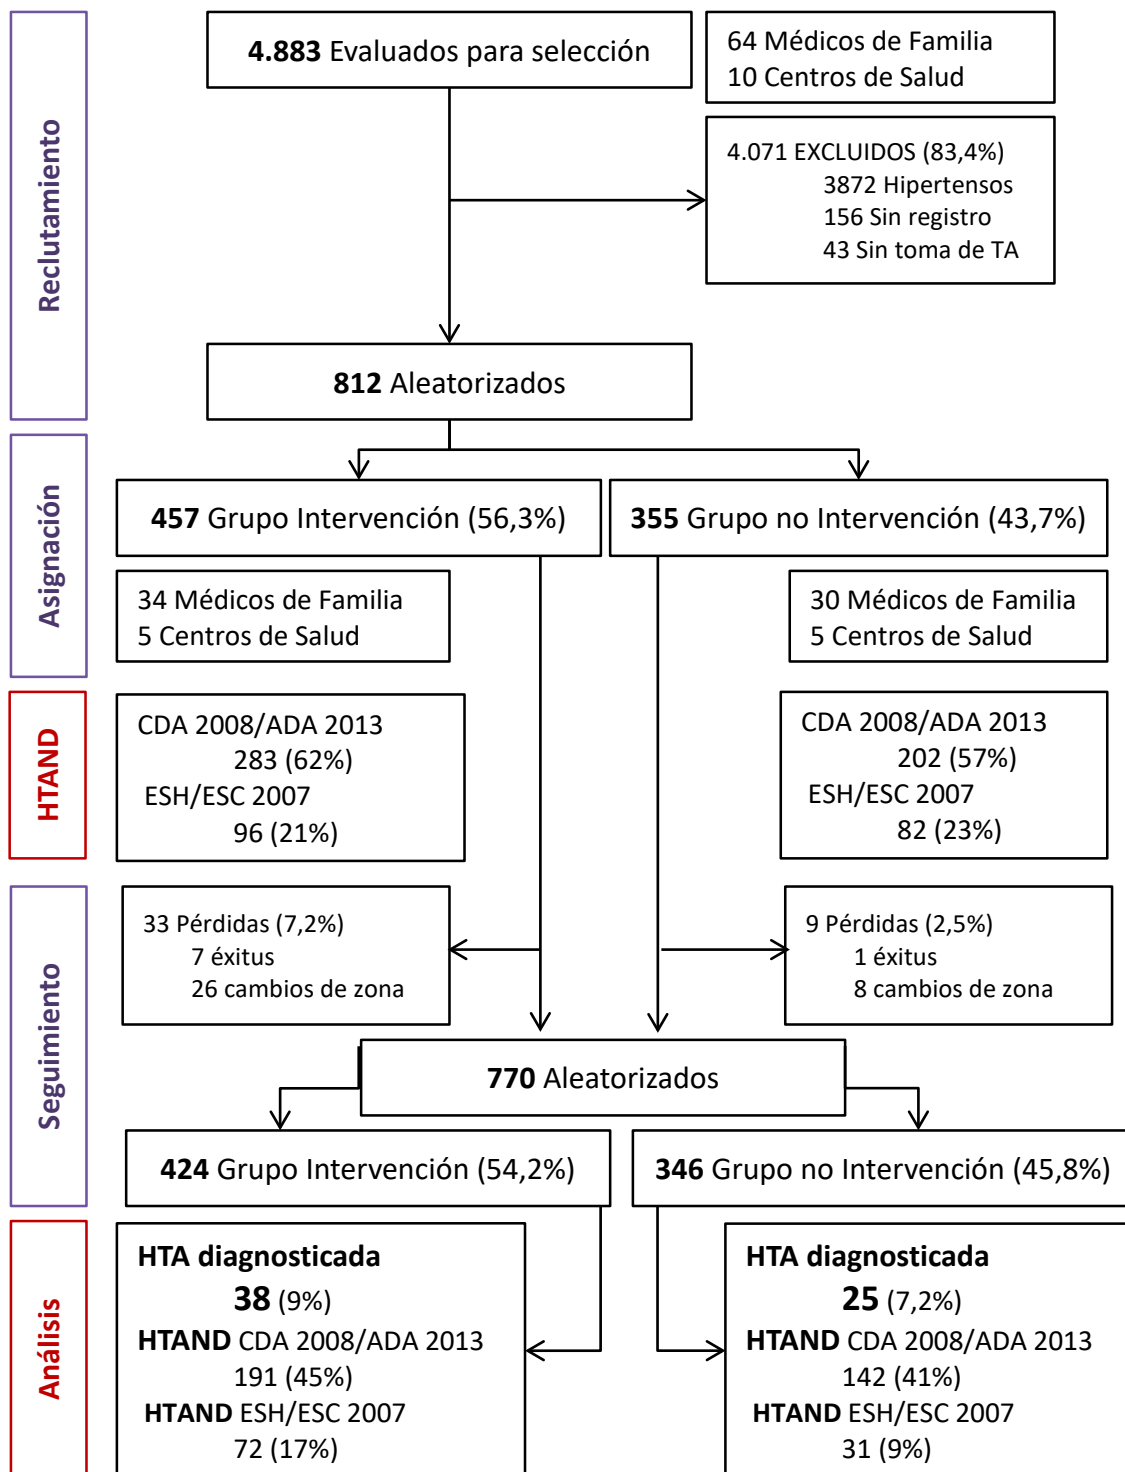 Reclutamiento
4.883 Evaluados para selección
64 Médicos de Familia
10 Centros de Salud
4.071 EXCLUIDOS (83,4%)
3872 Hipertensos
156 Sin registro
43 Sin toma de TA
812 Aleatorizados
Asignación
457 Grupo Intervención (56,3%)
355 Grupo no Intervención (43,7%)
34 Médicos de Familia
5 Centros de Salud
30 Médicos de Familia
5 Centros de Salud
HTAND
CDA 2008/ADA 2013
283 (62%)
ESH/ESC 2007
96 (21%)
CDA 2008/ADA 2013
202 (57%)
ESH/ESC 2007
82 (23%)
Seguimiento
33 Pérdidas (7,2%)
7 éxitus
26 cambios de zona
9 Pérdidas (2,5%)
1 éxitus
8 cambios de zona
770 Aleatorizados
424 Grupo Intervención (54,2%)
346 Grupo no Intervención (45,8%)
Análisis
HTA diagnosticada
38 (9%)
HTAND CDA 2008/ADA 2013
191 (45%)
HTAND ESH/ESC 2007
72 (17%)
HTA diagnosticada
25 (7,2%)
HTAND CDA 2008/ADA 2013
142 (41%)
HTAND ESH/ESC 2007
31 (9%)